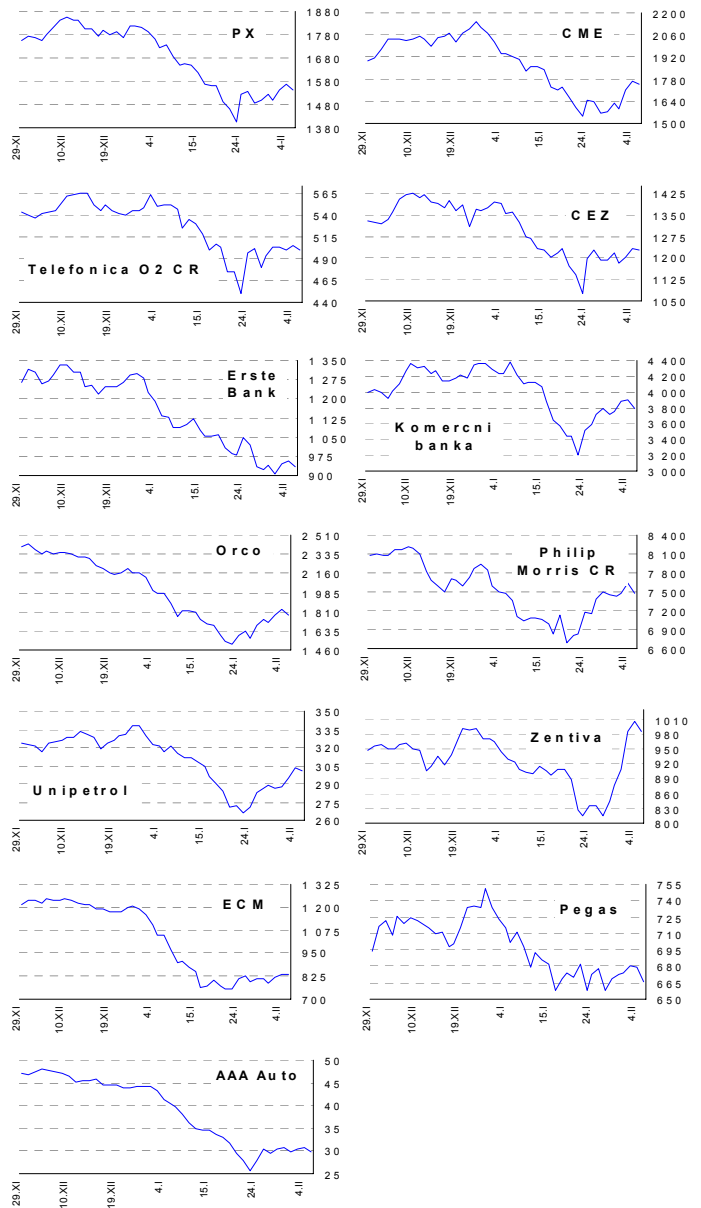 PX
1880
1780
1680
1580
1480
1380
29-XI
10-XII
19-XII
4-I
15-I
24-I
4-II
CME
2200
2060
1920
1780
1640
1500
29.XI
10.XII
19.XII
4.I
15.I
24.I
4.II
Telefonica O2 CR
565
540
515
490
465
440
29.XI
10.XII
19.XII
4.I
15.I
24.I
4.II
CEZ
1425
1350
1275
1200
1125
1050
29.XI
10.XII
19.XII
4.I
15.I
24.I
4.II
Erste
Bank
1 350
1 275
1 200
1 125
1 050
975
900
29.XI
10.XII
19.XII
4.I
15.I
24.I
4.II
Komercni
banka
4 400
4 200
4 000
3 800
3 600
3 400
3 200
3 000
29.XI
10.XII
19.XII
4.I
15.I
24.I
4.II
Orco
2 510
2 335
2 160
1 985
1 810
1 635
1 460
29.XI
10.XII
19.XII
4.I
15.I
24.I
4.II
Philip
Morris CR
8 400
8 100
7 800
7 500
7 200
6 900
6 600
29.XI
10.XII
19.XII
4.I
15.I
24.I
4.II
Unipetrol
350
335
320
305
290
275
260
29.XI
10.XII
19.XII
4.I
15.I
24.I
4.II
Zentiva
1010
980
950
920
890
860
830
800
29.XI
10.XII
19.XII
4.I
15.I
24.I
4.II
ECM
1 325
1 200
1 075
950
825
700
29.XI
10.XII
19.XII
4.I
15.I
24.I
4.II
Pegas
755
740
725
710
695
680
665
650
29.XI
10.XII
19.XII
4.I
15.I
24.I
4.II
AAA Auto
50
45
40
35
30
25
29.XI
10.XII
19.XII
4.I
15.I
24.I
4.II